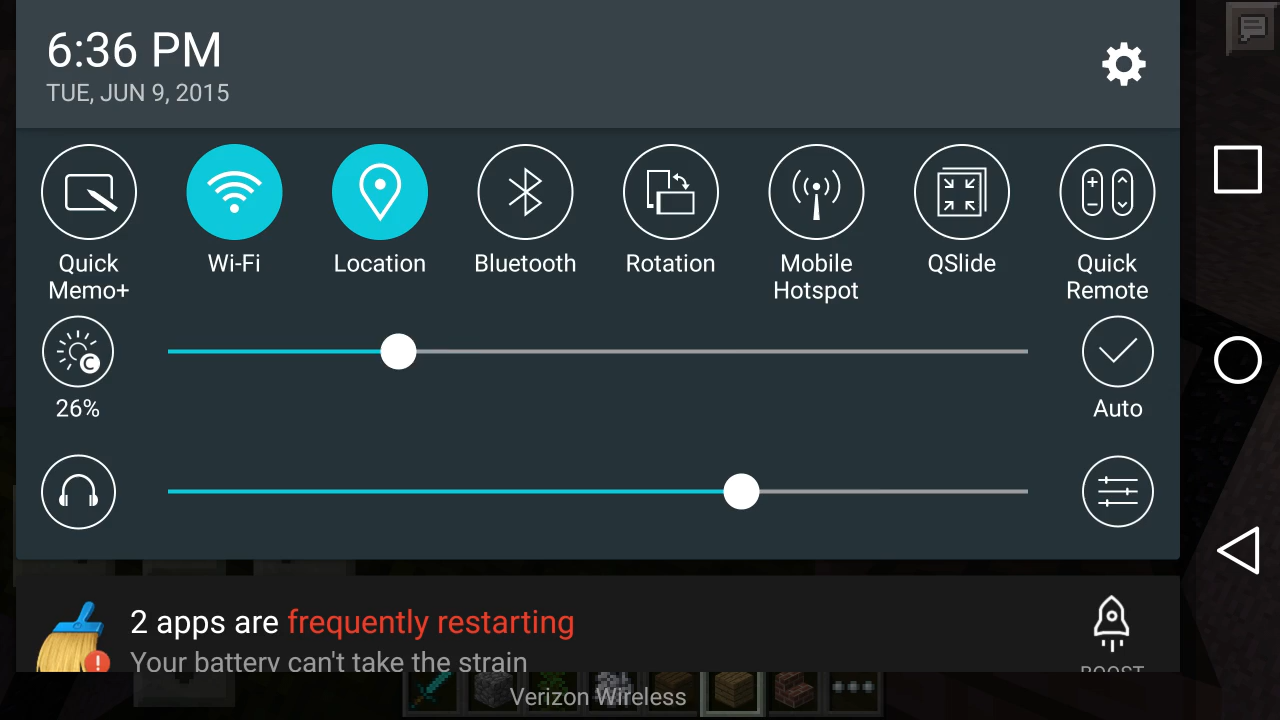 6:36 PM
TUE, JUN 9, 2015
Quick Memo+
Wi-Fi
Location
Bluetooth
Rotation
Mobile Hotspot
QSlide
Quick Remote
26%
Auto
2 apps are frequently restarting
Your battery can't take the strain
BOOST
Verizon Wireless